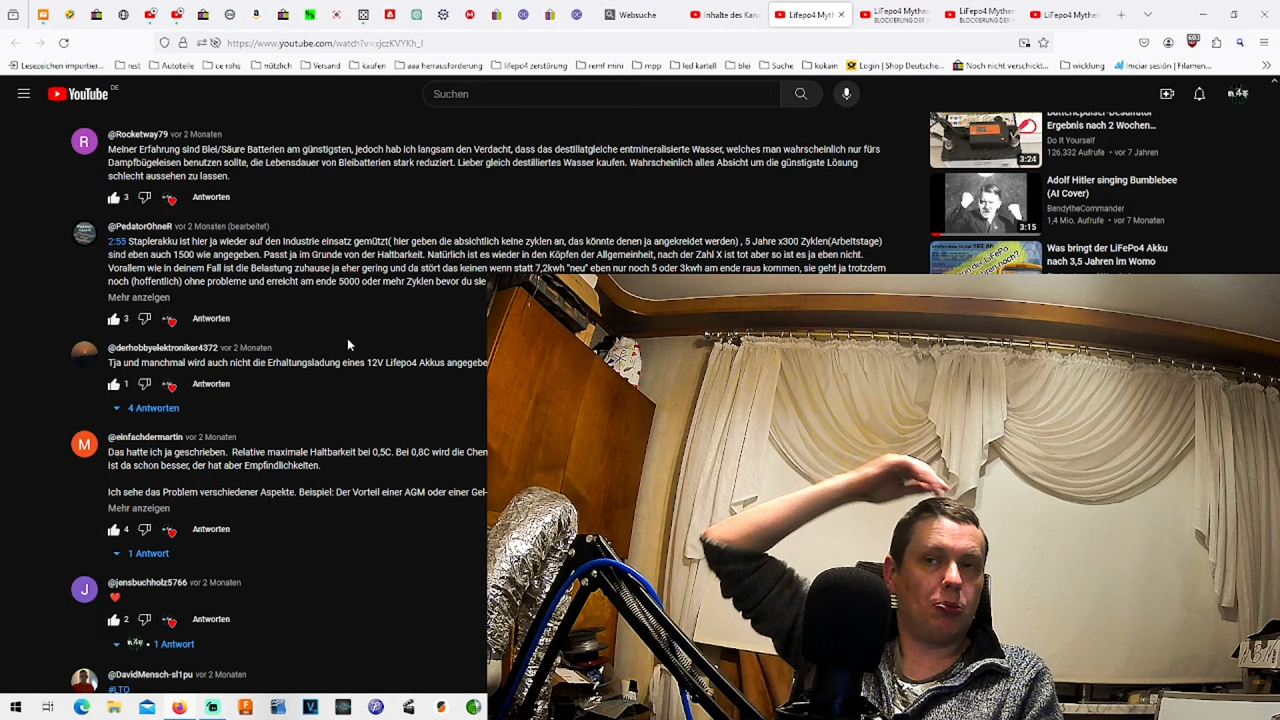 Websuche
Inhalte des Kan
Lifepo4 Myth
LiFePo4 Mythen
BLOCKIERUNG DER
LiFePo4 Mythen
BLOCKIERUNG DER
LiFePo4 Mythen
https://www.youtube.com/watch?v=xjczKVYKh_I
Lesezeichen importier...
rest
Autoteile
ce rohs
nützlich
Versand
kaufen
aaa herausforderung
lifepo4 zerstörung
remf mini
mpp
led kartell
blei
Suche
kokain
Login | Shop Deutsche...
Noch nicht verschickt...
wicklung
Iniciar sesión | Filamen...
YouTube DE
Suchen
@Rocketway79 vor 2 Monaten
Meiner Erfahrung sind Blei/Säure Batterien am günstigsten, jedoch hab ich langsam den Verdacht, dass das destillatgleiche entmineralisierte Wasser, welches man wahrscheinlich nur fürs
Dampfbügeleisen benutzen sollte, die Lebensdauer von Bleibatterien stark reduziert. Lieber gleich destilliertes Wasser kaufen. Wahrscheinlich alles Absicht um die günstigste Lösung
schlecht aussehen zu lassen.
3 Antworten
@PedatorOhneR vor 2 Monaten (bearbeitet)
2:55 Staplerakku ist hier ja wieder auf den Industrie einsatz gemützt( hier geben die absichtlich keine zyklen an, das könnte denen ja angekreidet werden) , 5 Jahre x300 Zyklen(Arbeitstage)
sind eben auch 1500 wie angegeben. Passt ja im Grunde von der Haltbarkeit. Natürlich ist es wieder in den Köpfen der Allgemeinheit, nach der Zahl X ist tot aber so ist es ja eben nicht.
Vorallem wie in deinem Fall ist die Belastung zuhause ja eher gering und da stört das keinen wenn statt 7,2kwh "neu" eben nur noch 5 oder 3kwh am ende raus kommen, sie geht ja trotzdem
noch (hoffentlich) ohne probleme und erreicht am ende 5000 oder mehr Zyklen bevor du sie
Mehr anzeigen
3 Antworten
@derhobbyelektroniker4372 vor 2 Monaten
Tja und manchmal wird auch nicht die Erhaltungsladung eines 12V Lifepo4 Akkus angegebe
1 Antworten
4 Antworten
M @einfachdermartin vor 2 Monaten
Das hatte ich ja geschrieben. Relative maximale Haltbarkeit bei 0,5C. Bei 0,8C wird die Chen
Ist da schon besser, der hat aber Empfindlichkeiten.
Ich sehe das Problem verschiedener Aspekte. Beispiel: Der Vorteil einer AGM oder einer Gel-
Mehr anzeigen
4 Antworten
1 Antwort
J @jensbuchholz5766 vor 2 Monaten
2 Antworten
1 Antwort
@DavidMensch-sl1pu vor 2 Monaten
#LTO
Ergebnis nach 2 Wochen...
Do It Yourself
126.332 Aufrufe • vor 7 Jahren
3:24
Adolf Hitler singing Bumblebee
(AI Cover)
BendytheCommander
1,4 Mio. Aufrufe • vor 7 Monaten
3:15
Was bringt der LiFePo4 Akku
nach 3,5 Jahren im Womo